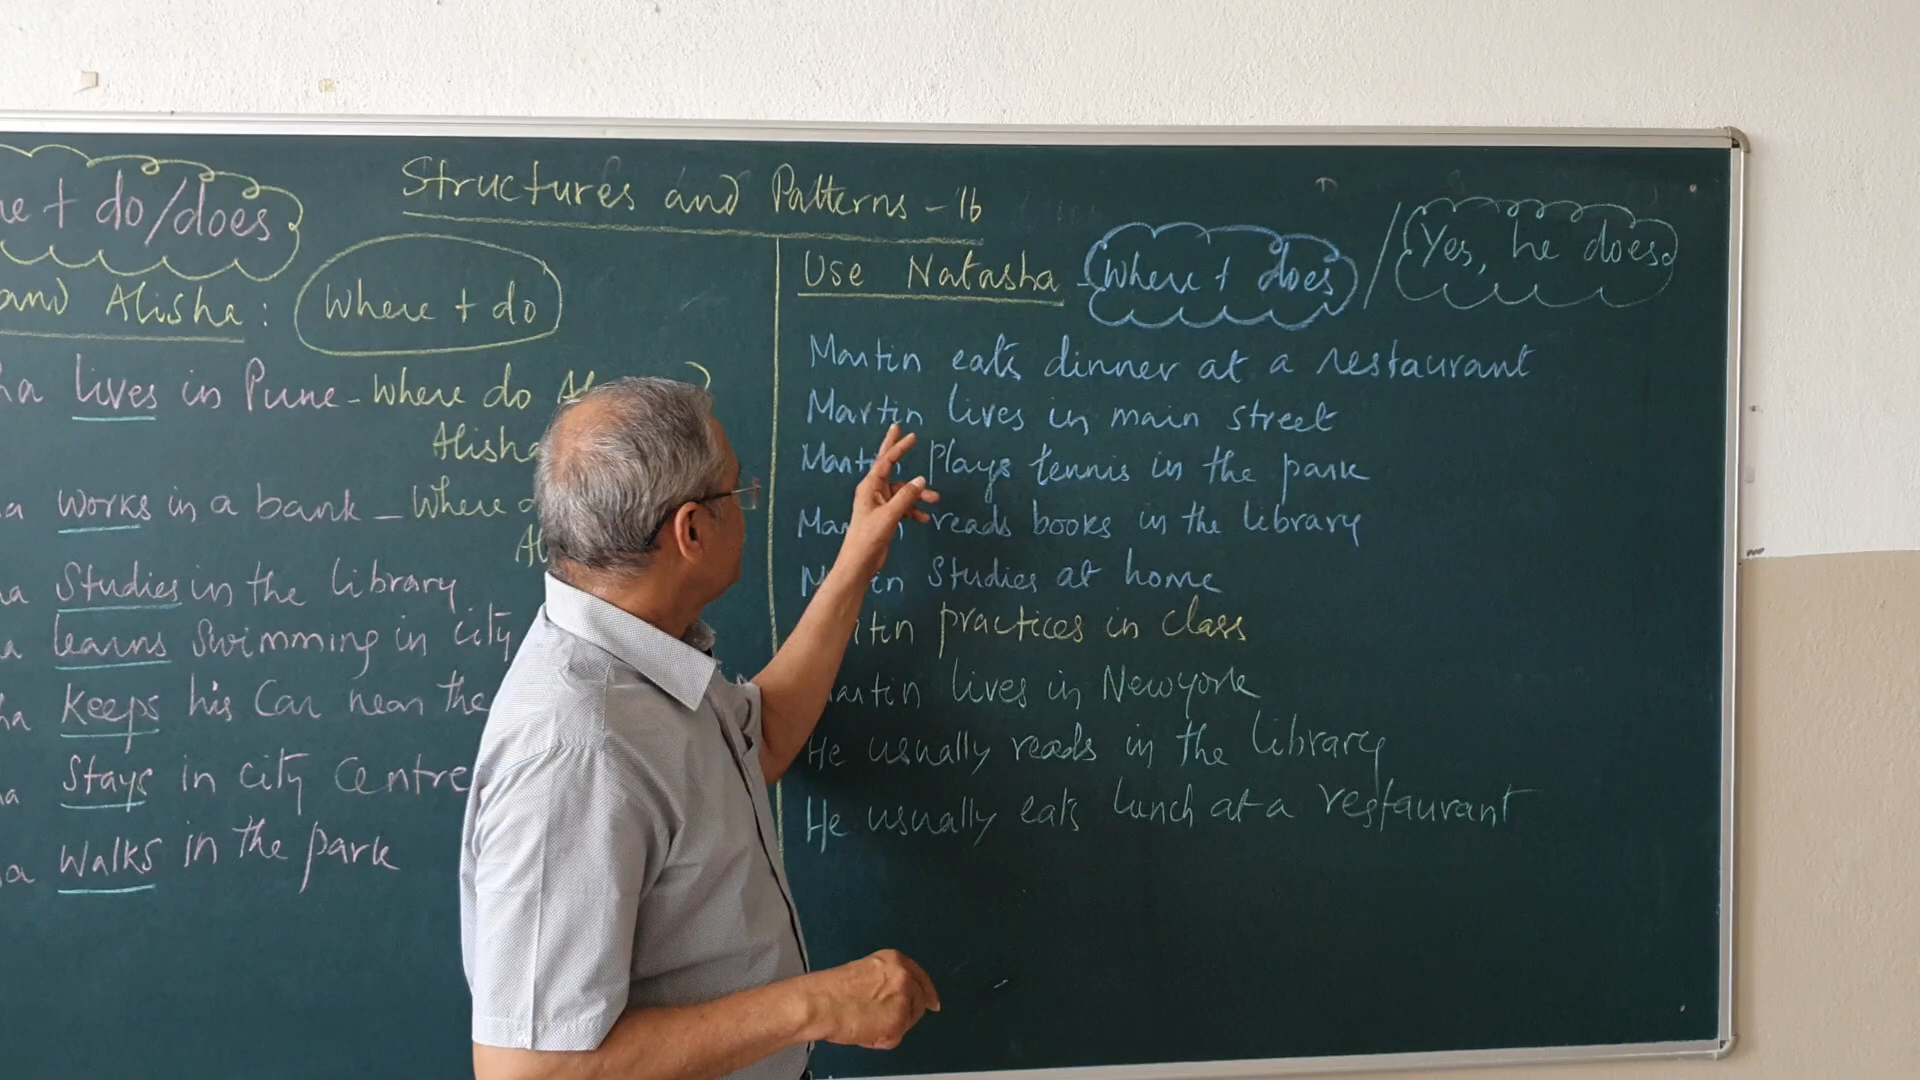 Structures and Patterns - 16
+ do/does
and Alisha:
Where + do
lives in Pune - Where do
Alisha
works in a bank - Where
Studies in the library
learns swimming in city
keeps his car near the
Stays in city centre
walks in the park
Use Natasha - Where + does / Yes, he does.
Martin eats dinner at a restaurant
Martin lives in main street
Martin plays tennis in the park
reads books in the library
studies at home
practices in class
Martin lives in Newyork
He usually reads in the library
He usually eats lunch at a restaurant